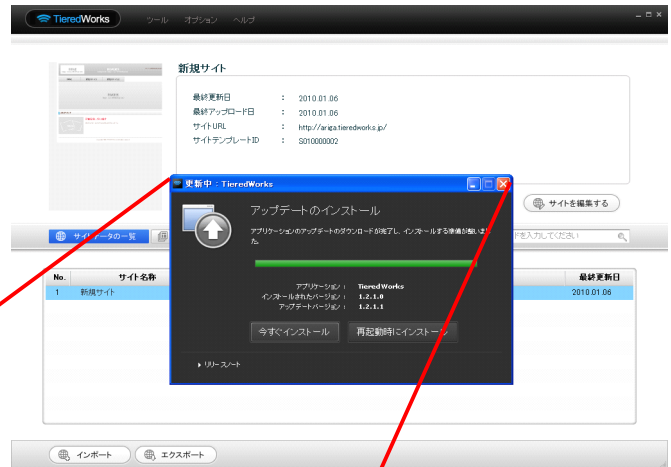 TieredWorks ツール オプション ヘルプ
新規サイト
最終更新日 : 2010.01.06
最終アップロード日 : 2010.01.06
サイトURL : http://ariga.tieredworks.jp/
サイトテンプレートID : S010000002
更新中 : TieredWorks
アップデートのインストール
アプリケーションのアップデートのダウンロードが完了し、インストールする準備が整いまし
た。
サイトを編集する
サイトデータの一覧
ドを入力してください
アプリケーション : TieredWorks
インストールされたバージョン : 1.2.1.0
アップデートバージョン : 1.2.1.1
今すぐインストール 再起動時にインストール
リリースノート
No. サイト名称 最終更新日
1 新規サイト 2010.01.06
インポート エクスポート